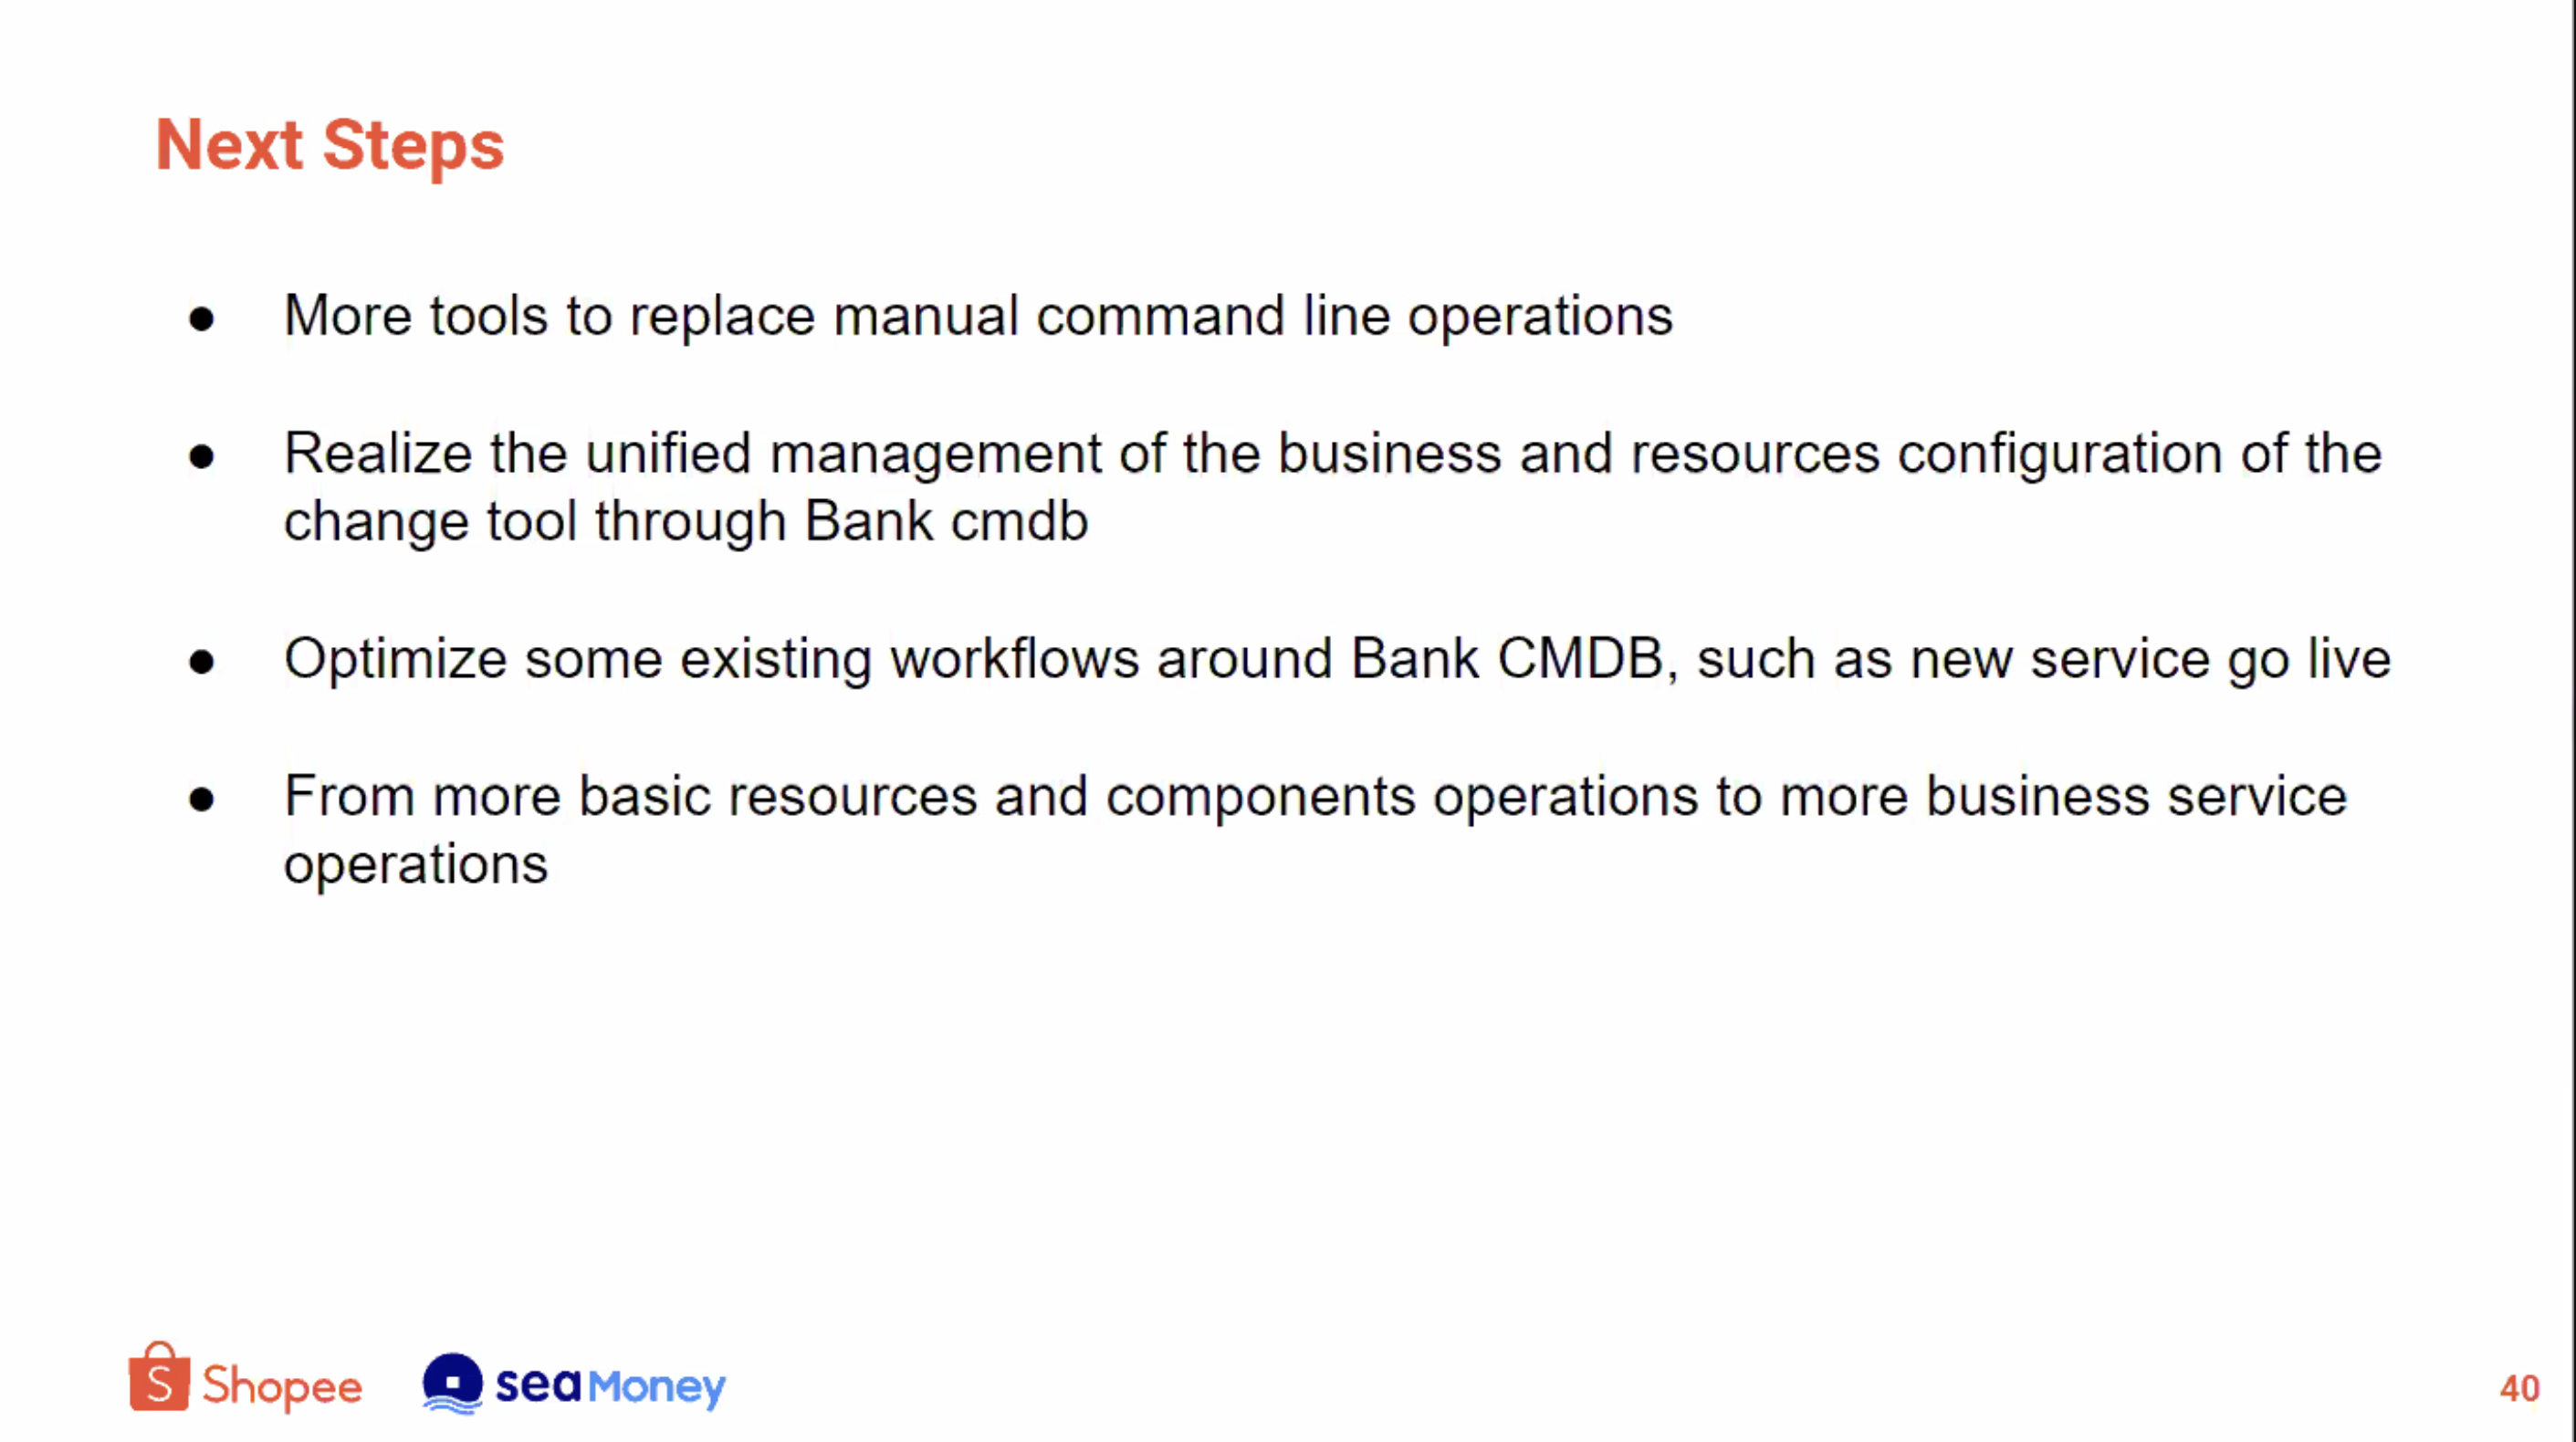 Next Steps
● More tools to replace manual command line operations
● Realize the unified management of the business and resources configuration of the
change tool through Bank cmdb
● Optimize some existing workflows around Bank CMDB, such as new service go live
● From more basic resources and components operations to more business service
operations
S Shopee seaMoney 40